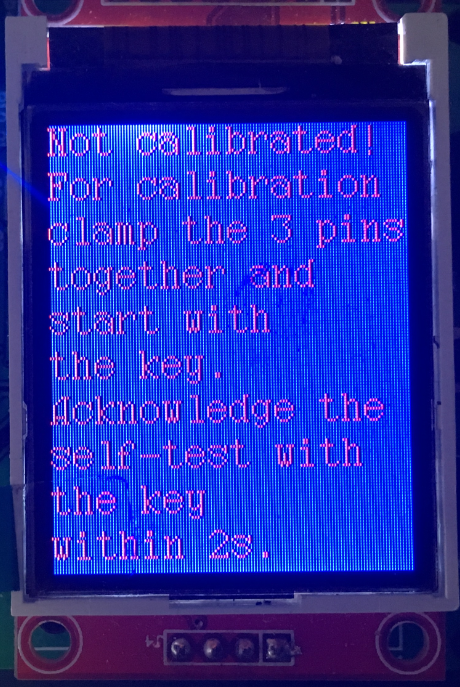 Not calibrated!
For calibration
clamp the 3 pins
together and
start with
the key.
Acknowledge the
self-test with
the key
within 2s.